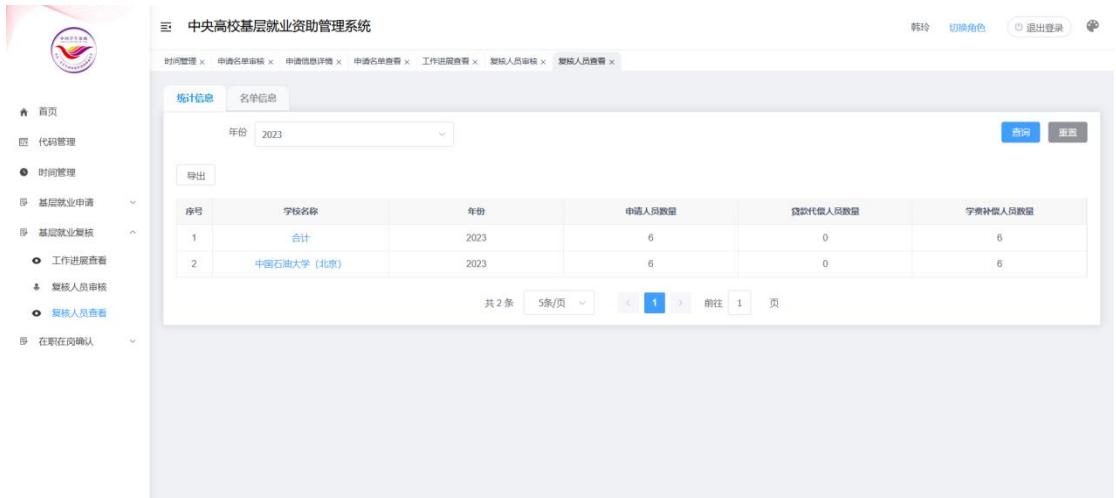 中央高校基层就业资助管理系统 韩玲 切换角色 退出登录
时间管理 × 申请名单审核 × 申请信息详情 × 申请名单查看 × 工作进展查看 × 复核人员审核 × 复核人员查看 ×
首页
代码管理
时间管理
基层就业申请
基层就业复核
工作进展查看
复核人员审核
复核人员查看
在职在岗确认
统计信息 名单信息
年份 2023 查询 重置
导出
序号 学校名称 年份 申请人员数量 贷款代偿人员数量 学费补偿人员数量
1 合计 2023 6 0 6
2 中国石油大学（北京） 2023 6 0 6
共 2 条 5条/页 < 1 > 前往 1 页